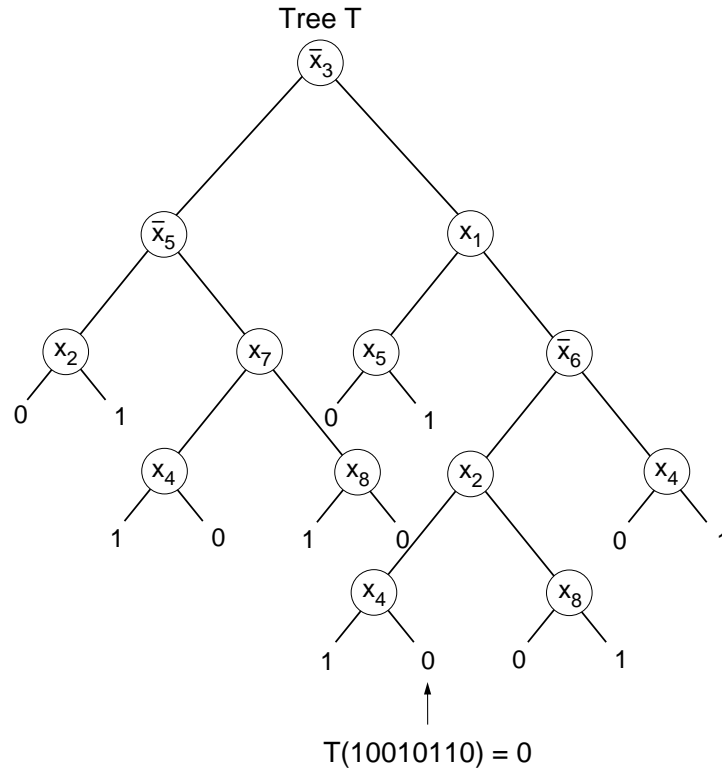 Tree T
x̅₃
x̅₅ x₁
x₂ x₇ x₅ x̅₆
0 1 0 1
x₄ x₈ x₂ x₄
1 0 1 0 0 1
x₄ x₈
1 0 0 1
T(10010110) = 0